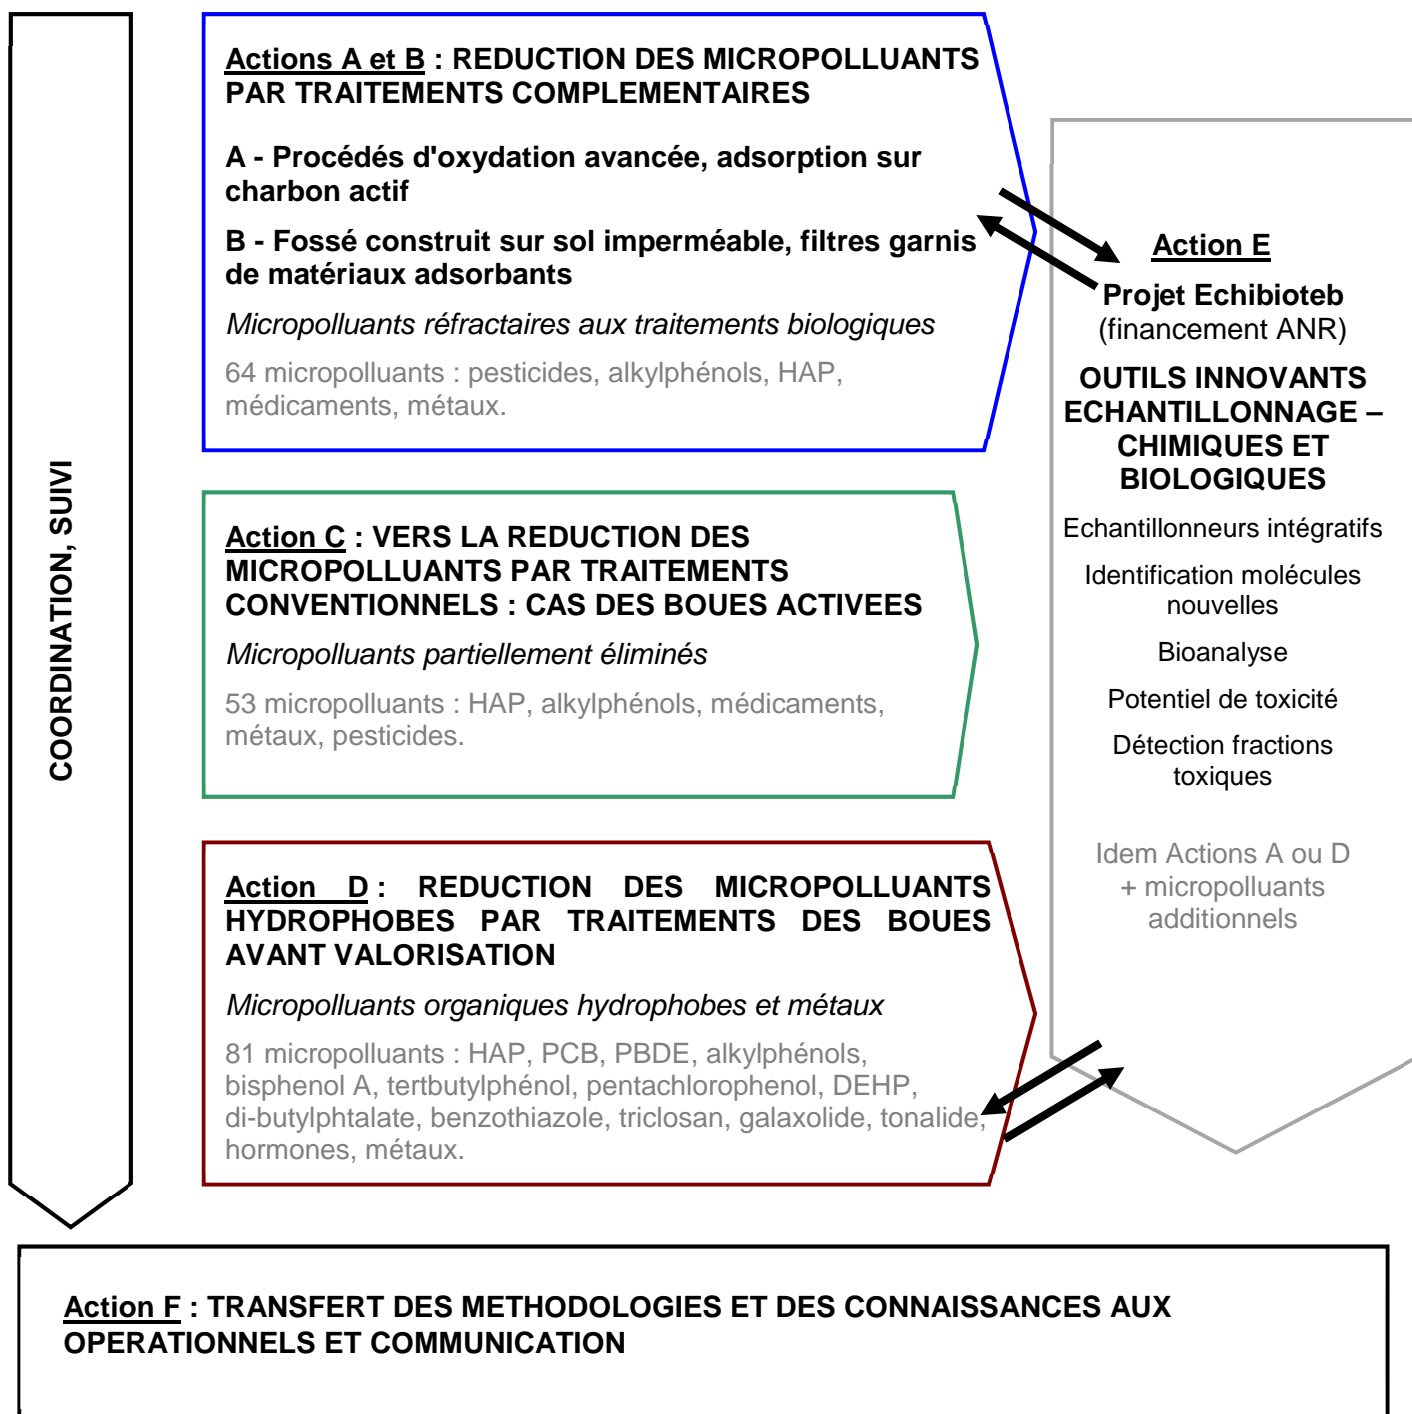 COORDINATION, SUIVI
Actions A et B : REDUCTION DES MICROPOLLUANTS
PAR TRAITEMENTS COMPLEMENTAIRES
A - Procédés d'oxydation avancée, adsorption sur
charbon actif
B - Fossé construit sur sol imperméable, filtres garnis
de matériaux adsorbants
Micropolluants réfractaires aux traitements biologiques
64 micropolluants : pesticides, alkylphénols, HAP,
médicaments, métaux.
Action C : VERS LA REDUCTION DES
MICROPOLLUANTS PAR TRAITEMENTS
CONVENTIONNELS : CAS DES BOUES ACTIVEES
Micropolluants partiellement éliminés
53 micropolluants : HAP, alkylphénols, médicaments,
métaux, pesticides.
Action D : REDUCTION DES MICROPOLLUANTS
HYDROPHOBES PAR TRAITEMENTS DES BOUES
AVANT VALORISATION
Micropolluants organiques hydrophobes et métaux
81 micropolluants : HAP, PCB, PBDE, alkylphénols,
bisphenol A, tertbutylphénol, pentachlorophenol, DEHP,
di-butylphtalate, benzothiazole, triclosan, galaxolide, tonalide,
hormones, métaux.
Action E
Projet Echibioteb
(financement ANR)
OUTILS INNOVANTS
ECHANTILLONNAGE –
CHIMIQUES ET
BIOLOGIQUES
Echantillonneurs intégratifs
Identification molécules
nouvelles
Bioanalyse
Potentiel de toxicité
Détection fractions
toxiques
Idem Actions A ou D
+ micropolluants
additionnels
Action F : TRANSFERT DES METHODOLOGIES ET DES CONNAISSANCES AUX
OPERATIONNELS ET COMMUNICATION